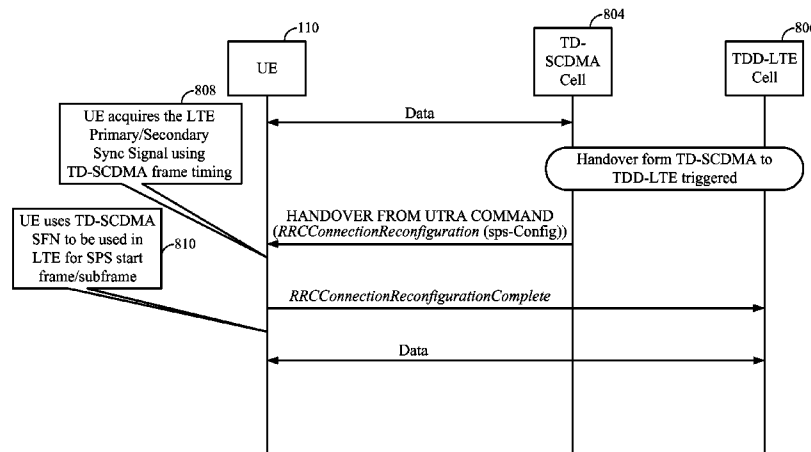 110
804
806
UE
TD-
SCDMA
Cell
TDD-LTE
Cell
808
UE acquires the LTE
Primary/Secondary
Sync Signal using
TD-SCDMA frame timing
Data
Handover form TD-SCDMA to
TDD-LTE triggered
UE uses TD-SCDMA
SFN to be used in
LTE for SPS start
frame/subframe
810
HANDOVER FROM UTRA COMMAND
(RRCConnectionReconfiguration (sps-Config))
RRCConnectionReconfigurationComplete
Data